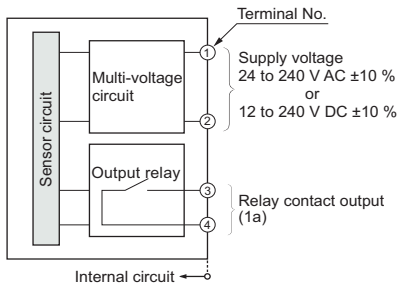 Terminal No.
Sensor circuit
Multi-voltage
circuit
1
2
Supply voltage
24 to 240 V AC ±10 %
or
12 to 240 V DC ±10 %
Output relay
3
4
Relay contact output
(1a)
Internal circuit